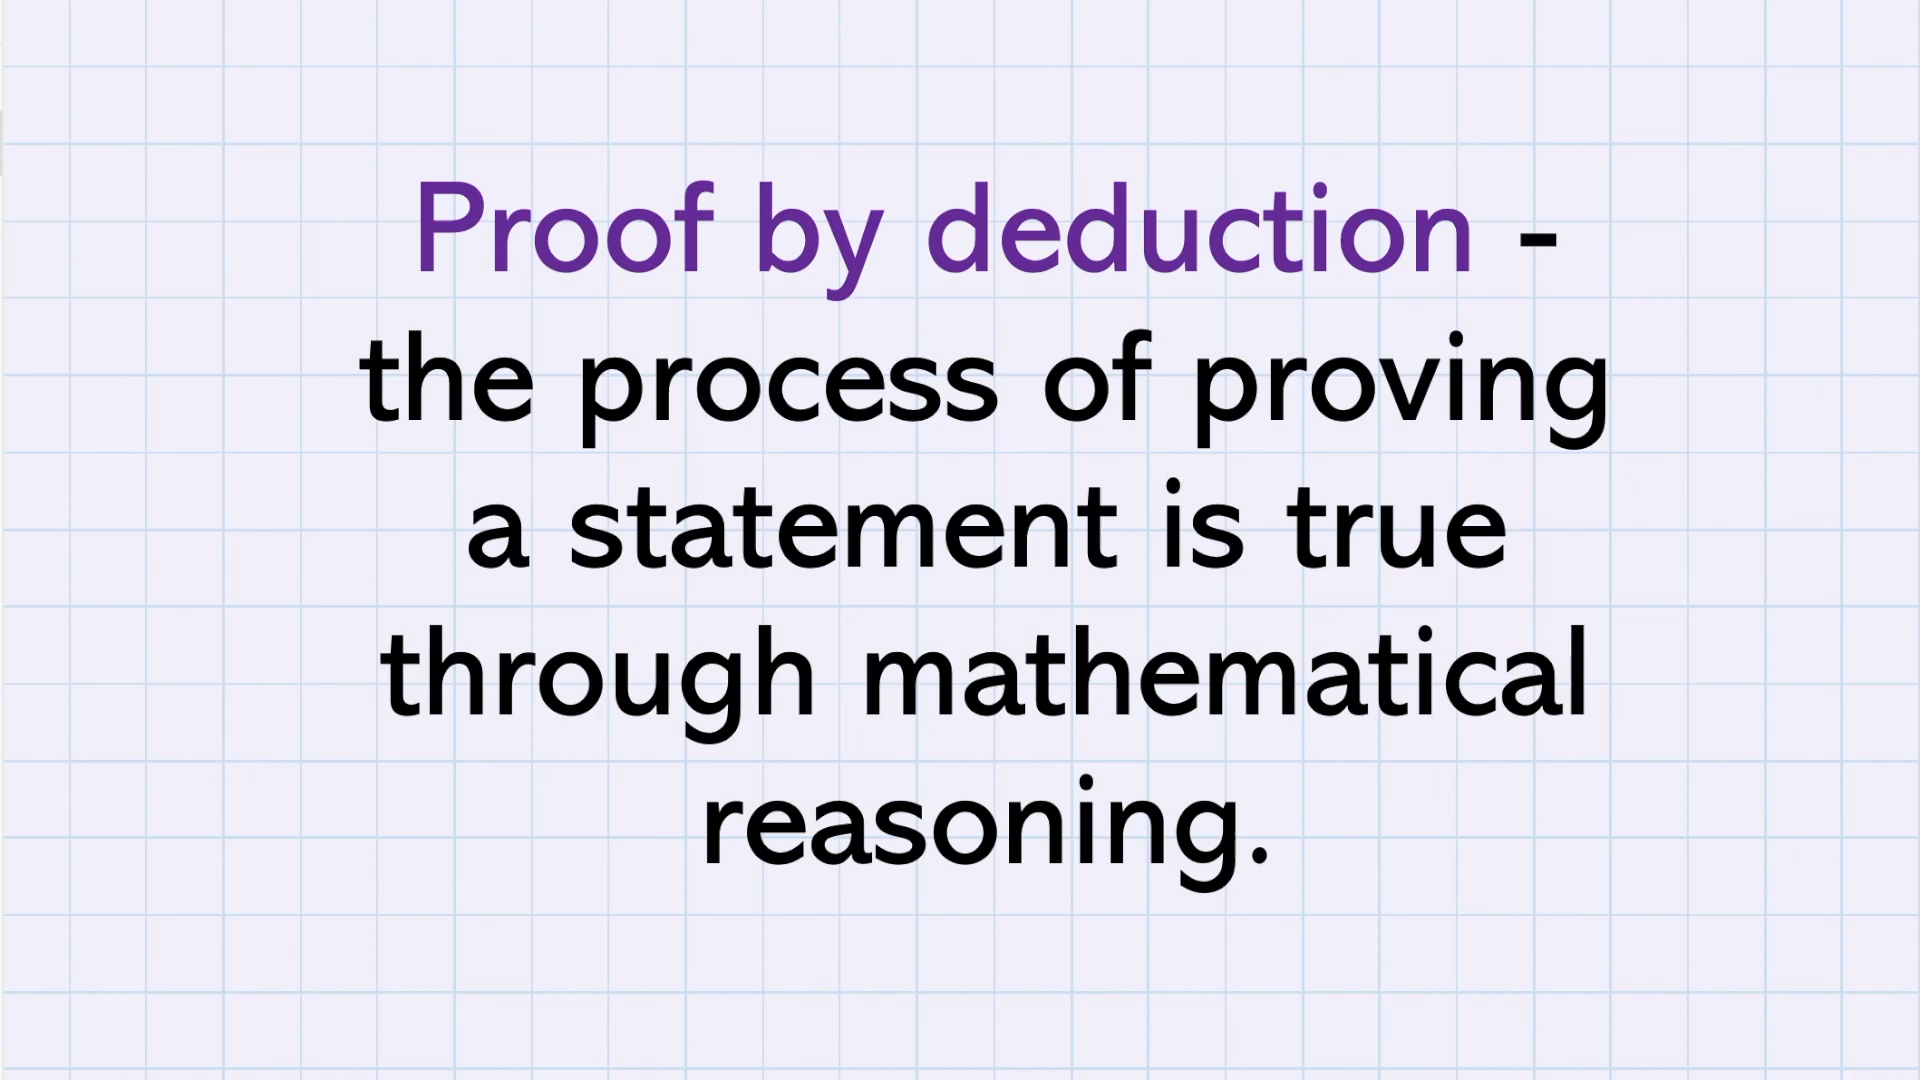 Proof by deduction -
the process of proving
a statement is true
through mathematical
reasoning.